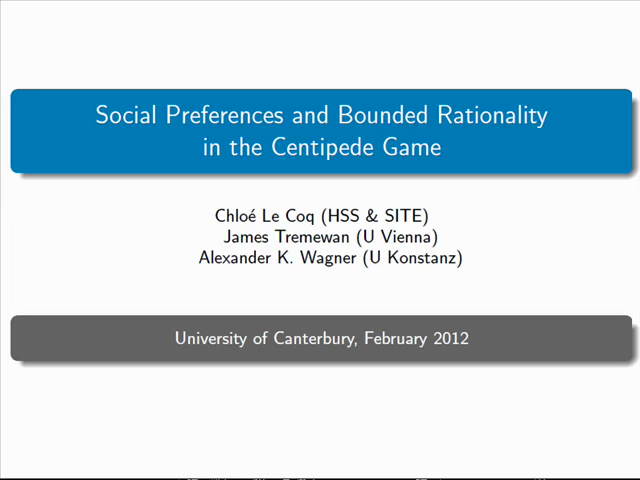 Social Preferences and Bounded Rationality
in the Centipede Game
Chloé Le Coq (HSS & SITE)
James Tremewan (U Vienna)
Alexander K. Wagner (U Konstanz)
University of Canterbury, February 2012